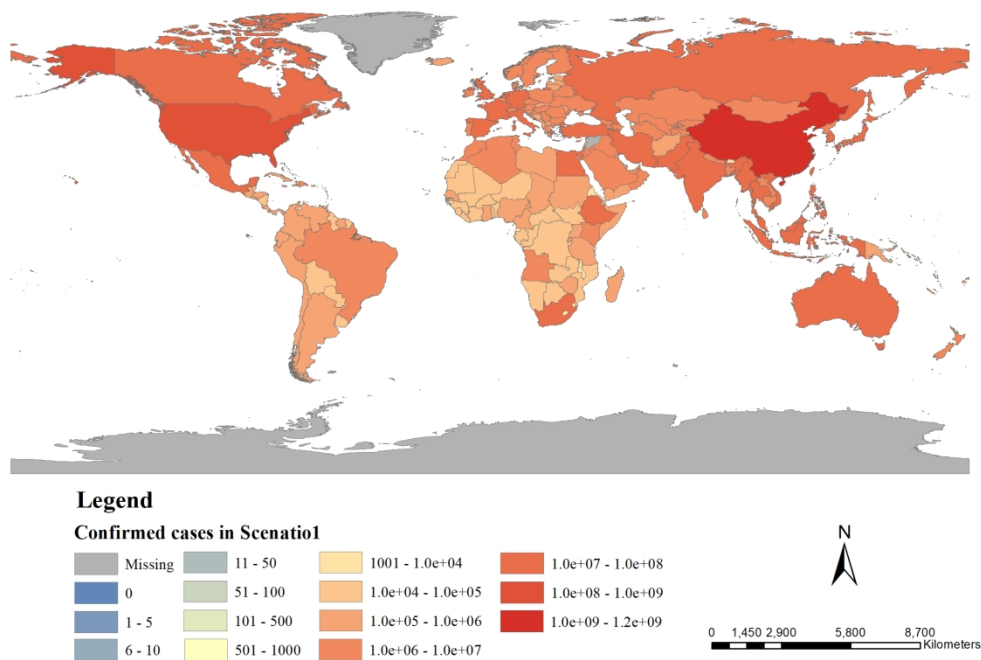 Legend
Confirmed cases in Scenatio1
Missing
0
1 - 5
6 - 10
11 - 50
51 - 100
101 - 500
501 - 1000
1001 - 1.0e+04
1.0e+04 - 1.0e+05
1.0e+05 - 1.0e+06
1.0e+06 - 1.0e+07
1.0e+07 - 1.0e+08
1.0e+08 - 1.0e+09
1.0e+09 - 1.2e+09
N
0 1,450 2,900 5,800 8,700
Kilometers